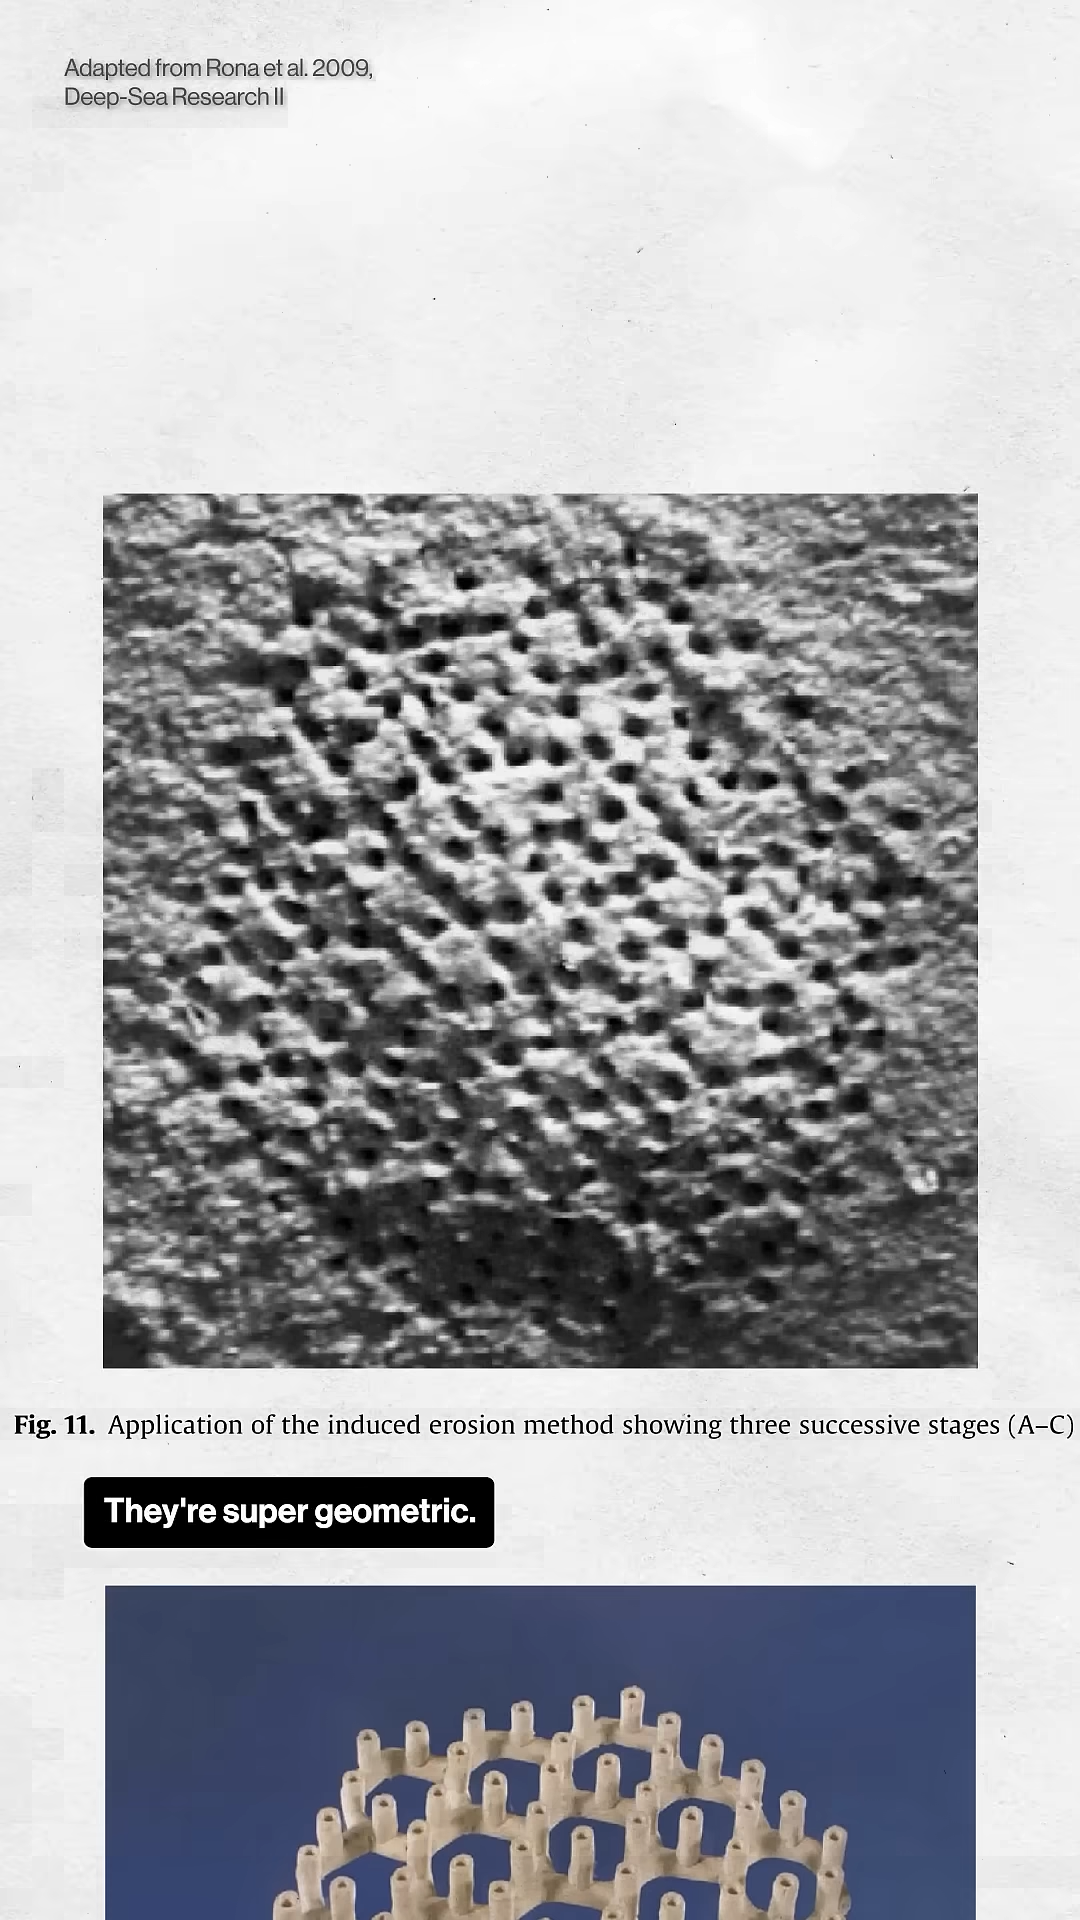 Adapted from Rona et al. 2009,
Deep-Sea Research II
Fig. 11. Application of the induced erosion method showing three successive stages (A–C)
They're super geometric.